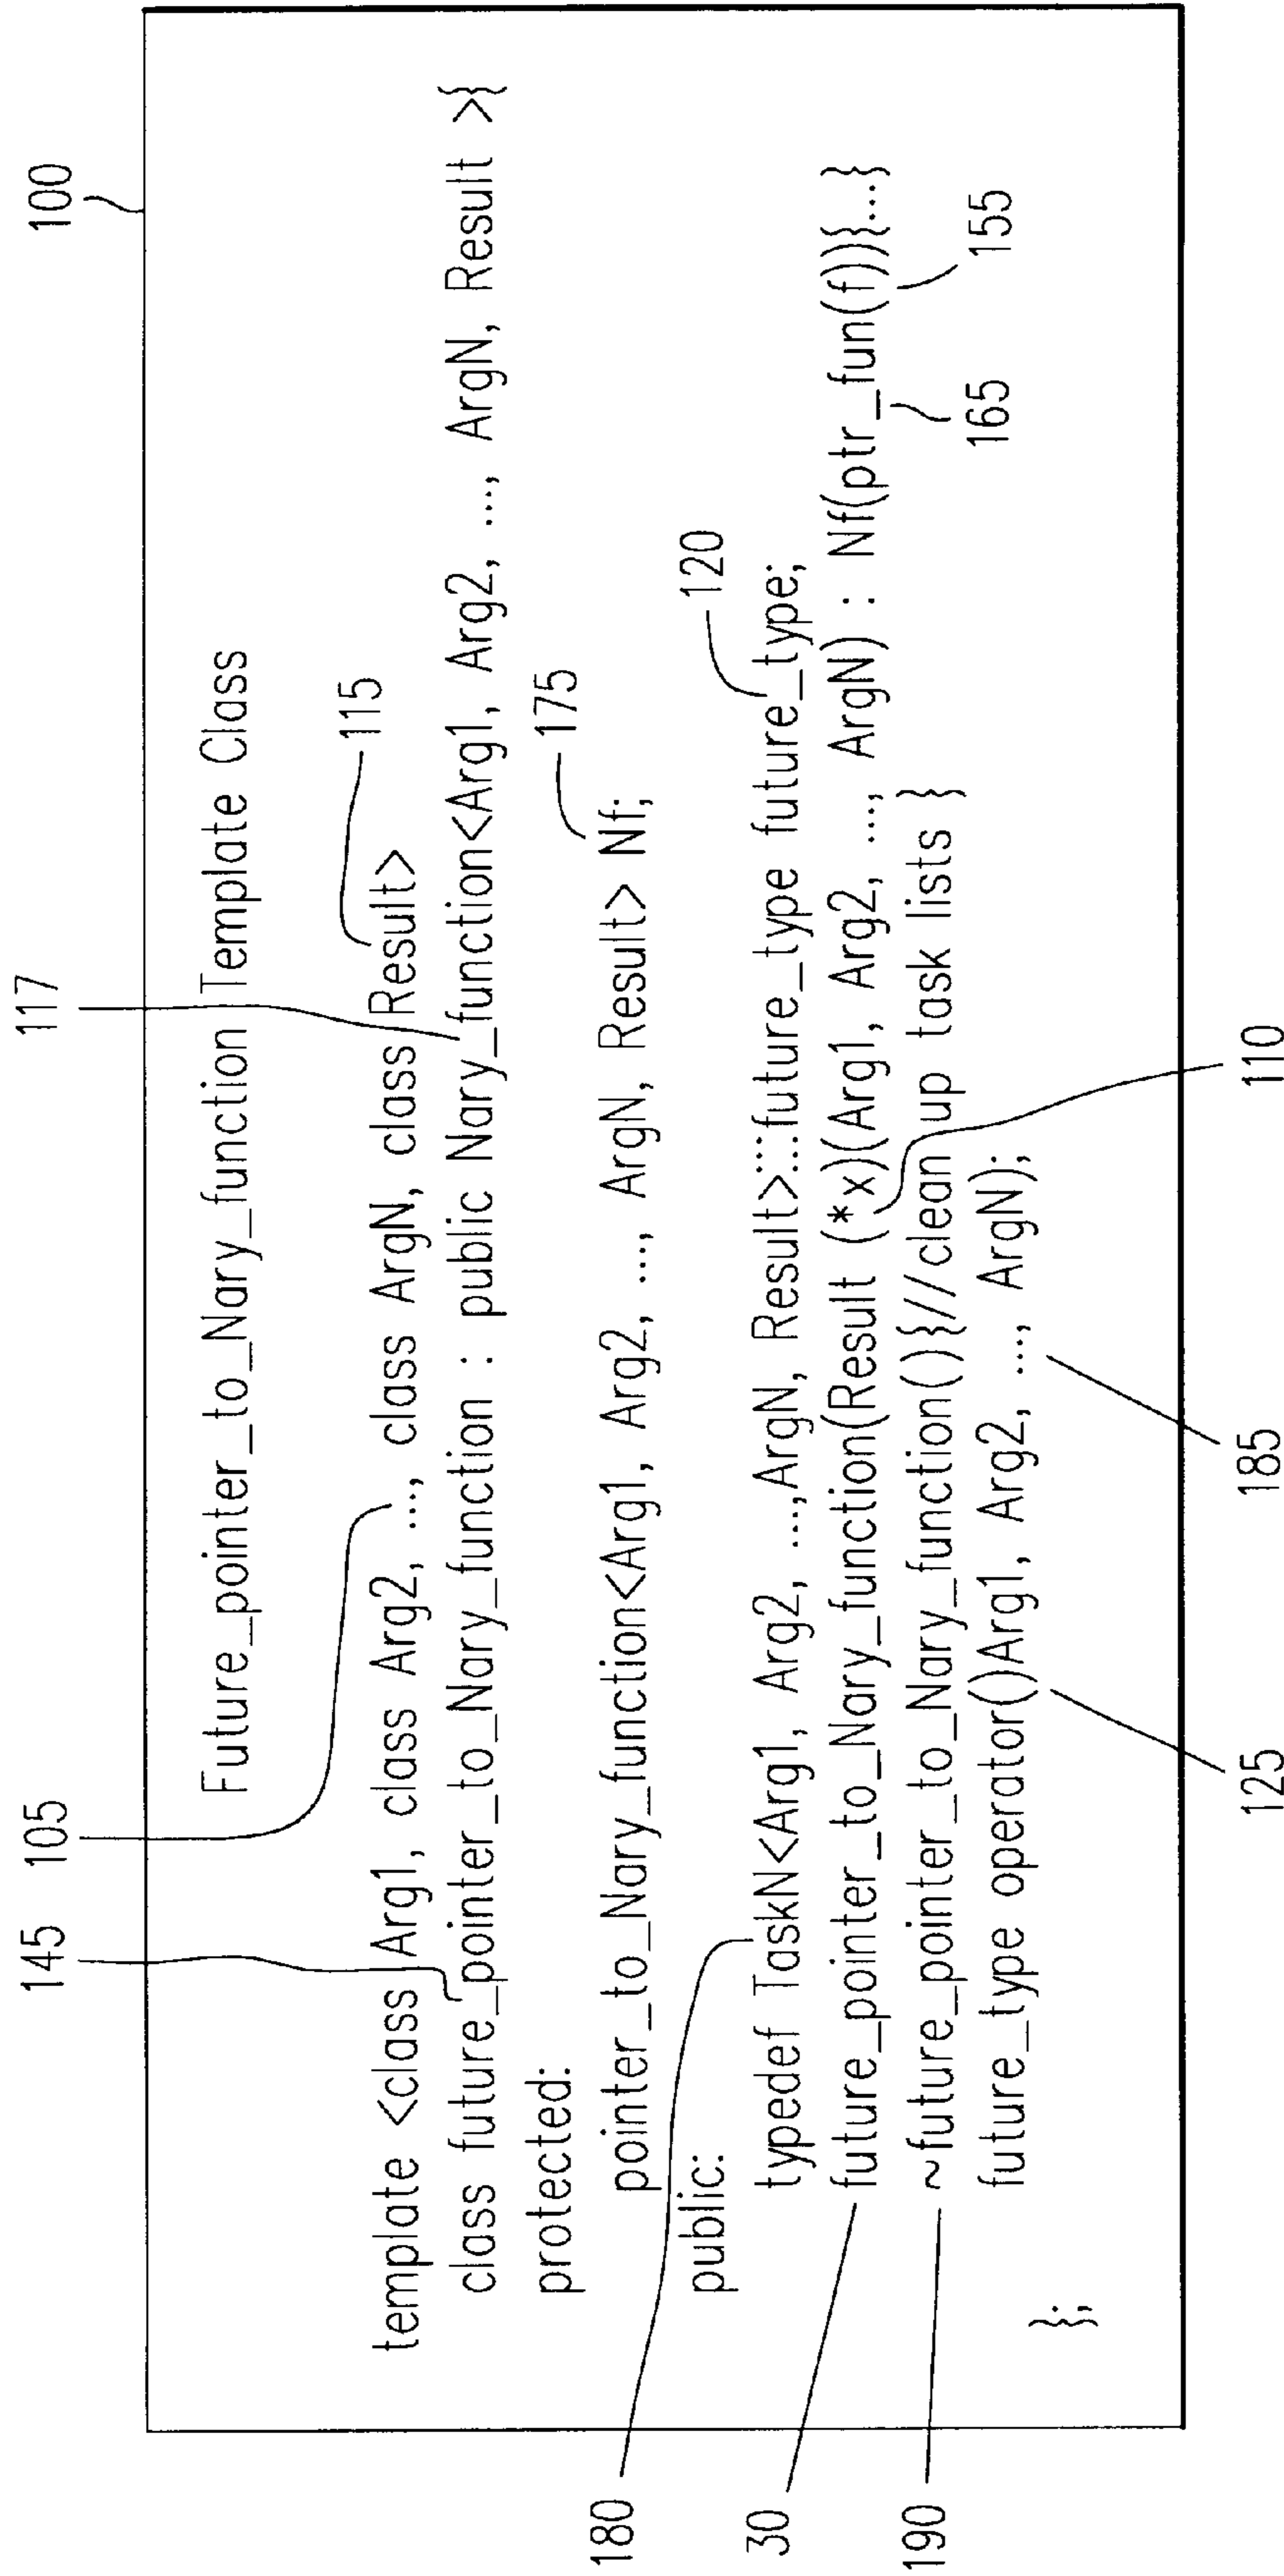 100
117
145 105
Future_pointer_to_Nary_function Template Class
115
template <class Arg1, class Arg2, ..., class ArgN, class Result>
class future_pointer_to_Nary_function : public Nary_function<Arg1, Arg2, ..., ArgN, Result >{
protected:
175
pointer_to_Nary_function<Arg1, Arg2, ..., ArgN, Result> Nf;
180
public:
120
typedef TaskN<Arg1, Arg2, ...,ArgN, Result>:::future_type future_type;
30
future_pointer_to_Nary_function(Result (*x)(Arg1, Arg2, ..., ArgN) : Nf(ptr_fun(f)){...}
190
~future_pointer_to_Nary_function(){//clean up task lists }
future_type operator()Arg1, Arg2, ..., ArgN);
165 155
};
125 185 110